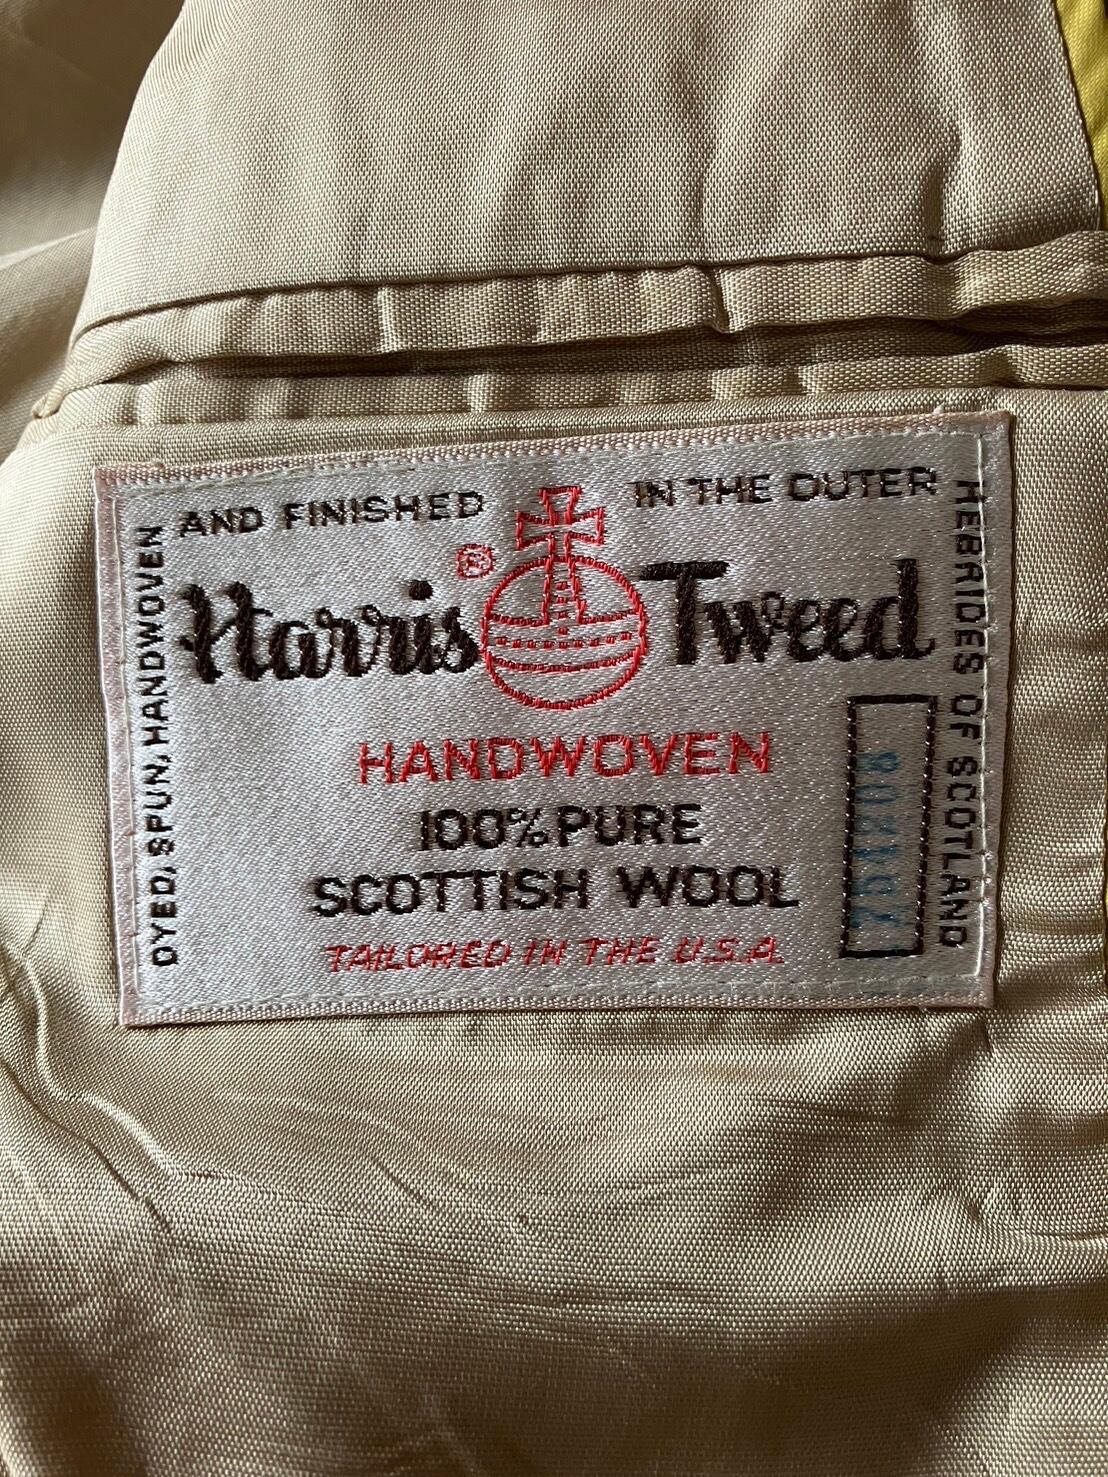 DYED, SPUN, HANDWOVEN
AND FINISHED
IN THE OUTER
HEBRIDES OF SCOTLAND
Harris
®
Tweed
HANDWOVEN
100% PURE
SCOTTISH WOOL
TAILORED IN THE U.S.A.